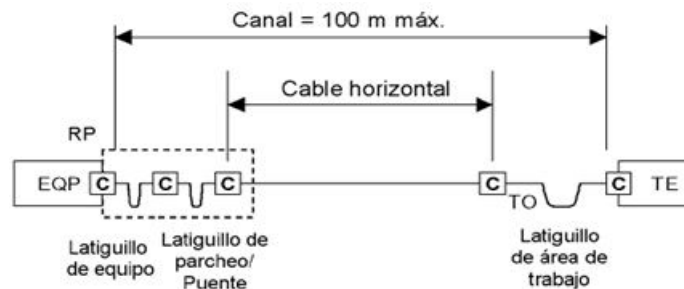 Canal = 100 m máx.
Cable horizontal
RP
EQP
C
C
C
C
TO
C
TE
Latiguillo
de equipo
Latiguillo de
parcheo/
Puente
Latiguillo
de área de
trabajo